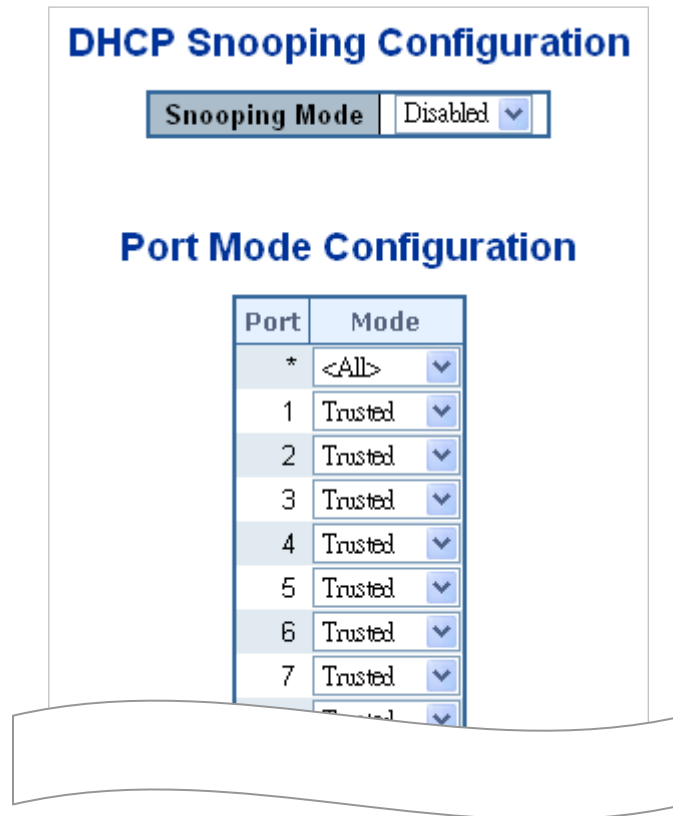 DHCP Snooping Configuration
Snooping Mode Disabled
Port Mode Configuration
Port Mode
* <All>
1 Trusted
2 Trusted
3 Trusted
4 Trusted
5 Trusted
6 Trusted
7 Trusted